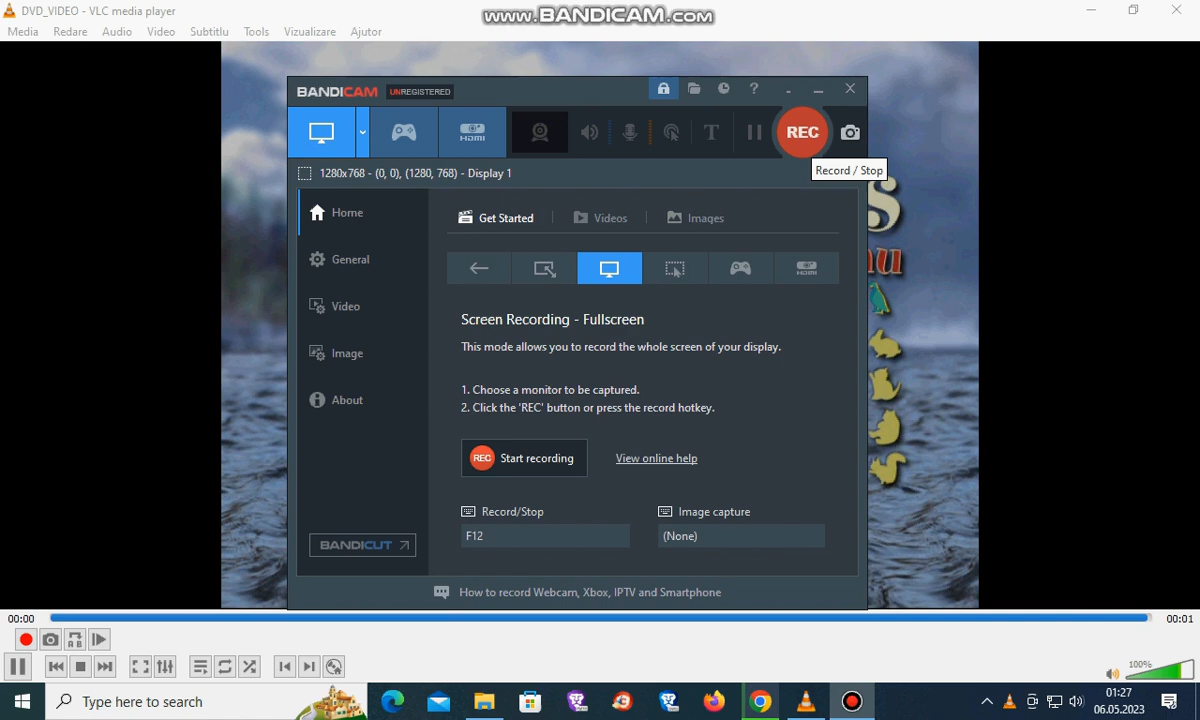 DVD_VIDEO - VLC media player
www.BANDICAM.com
Media Redare Audio Video Subtitlu Tools Vizualizare Ajutor
BANDICAM UNREGISTERED
?
HDMI
T
REC
Record / Stop
1280x768 - (0, 0), (1280, 768) - Display 1
Home
General
Video
Image
About
BANDICUT
Get Started Videos Images
HDMI
Screen Recording - Fullscreen
This mode allows you to record the whole screen of your display.
1. Choose a monitor to be captured.
2. Click the 'REC' button or press the record hotkey.
REC Start recording
View online help
Record/Stop
Image capture
F12
(None)
How to record Webcam, Xbox, IPTV and Smartphone
00:00
00:01
A B
100%
Type here to search
01:27
06.05.2023